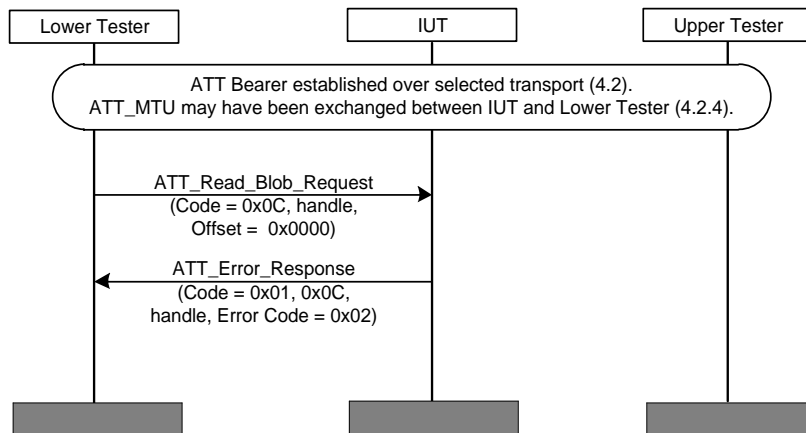 Lower Tester
IUT
Upper Tester
ATT Bearer established over selected transport (4.2).
ATT_MTU may have been exchanged between IUT and Lower Tester (4.2.4).
ATT_Read_Blob_Request
(Code = 0x0C, handle,
Offset = 0x0000)
ATT_Error_Response
(Code = 0x01, 0x0C,
handle, Error Code = 0x02)